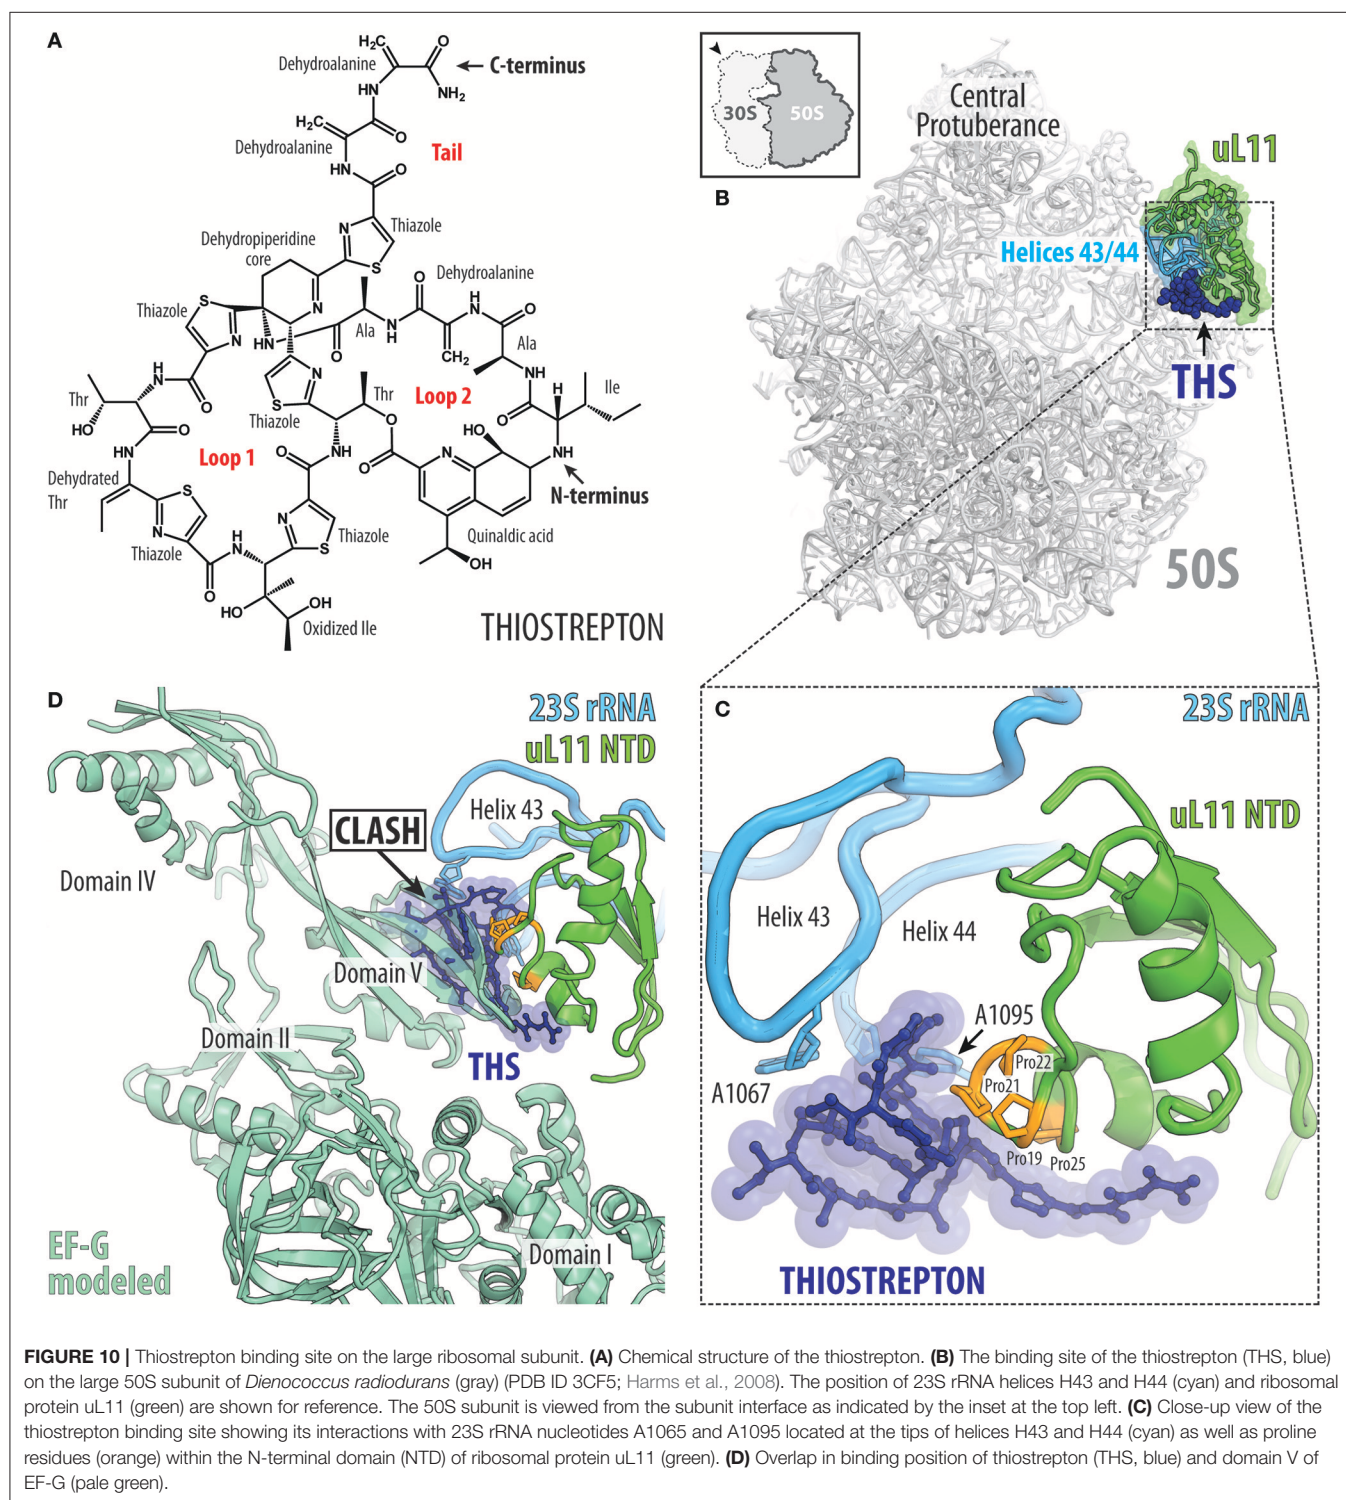 A
H₂C
O
Dehydroalanine
C-terminus
HN
NH₂
H₂C
O
Dehydroalanine
Tail
NH
O
N
Thiazole
S
Dehydropiperidine
core
Dehydroalanine
Thiazole
S
N
N
O
H
N
O
HN
O
Ala
N
H
CH₂
Ala
NH
H
Ile
H
N
O
S
N
Thr
Loop 2
O
Thr
HO
O
Thiazole
O
HO
HN
Loop 1
O
NH
O
N
NH
Dehydrated
Thr
S
N-terminus
N
N
S
Thiazole
Quinaldic acid
Thiazole
O
H
N
OH
HO
OH
Oxidized Ile
THIOSTREPTON
30S
50S
B
Central
Protuberance
uL11
Helices 43/44
THS
50S
D
23S rRNA
uL11 NTD
Helix 43
CLASH
Domain IV
Domain V
Domain II
THS
EF-G
modeled
Domain I
C
23S rRNA
uL11 NTD
Helix 43
Helix 44
A1095
A1067
Pro22
Pro21
Pro19
Pro25
THIOSTREPTON
FIGURE 10 | Thiostrepton binding site on the large ribosomal subunit. (A) Chemical structure of the thiostrepton. (B) The binding site of the thiostrepton (THS, blue)
on the large 50S subunit of Dienococcus radiodurans (gray) (PDB ID 3CF5; Harms et al., 2008). The position of 23S rRNA helices H43 and H44 (cyan) and ribosomal
protein uL11 (green) are shown for reference. The 50S subunit is viewed from the subunit interface as indicated by the inset at the top left. (C) Close-up view of the
thiostrepton binding site showing its interactions with 23S rRNA nucleotides A1065 and A1095 located at the tips of helices H43 and H44 (cyan) as well as proline
residues (orange) within the N-terminal domain (NTD) of ribosomal protein uL11 (green). (D) Overlap in binding position of thiostrepton (THS, blue) and domain V of
EF-G (pale green).